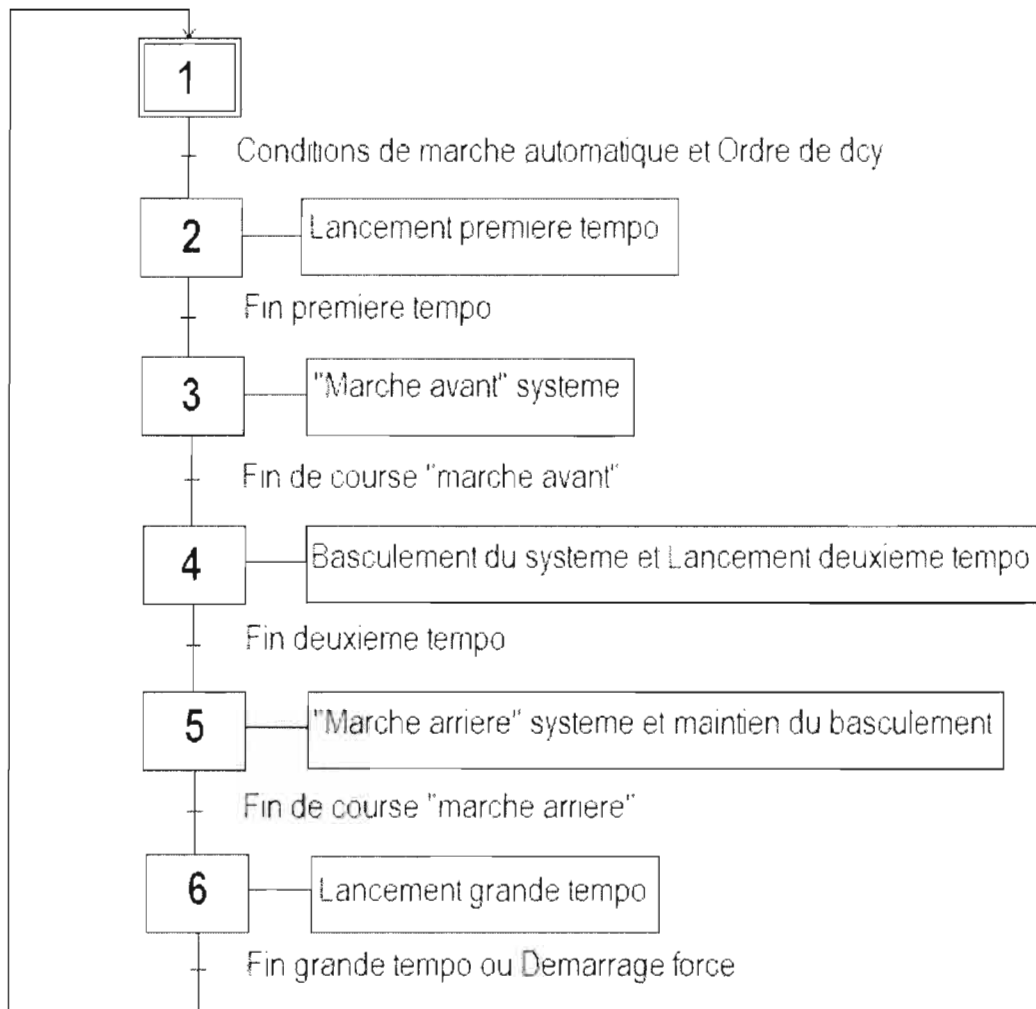 1
Conditions de marche automatique et Ordre de dcy
2
Lancement premiere tempo
Fin premiere tempo
3
"Marche avant" systeme
Fin de course "marche avant"
4
Basculement du systeme et Lancement deuxieme tempo
Fin deuxieme tempo
5
"Marche arriere" systeme et maintien du basculement
Fin de course "marche arriere"
6
Lancement grande tempo
Fin grande tempo ou Demarrage force